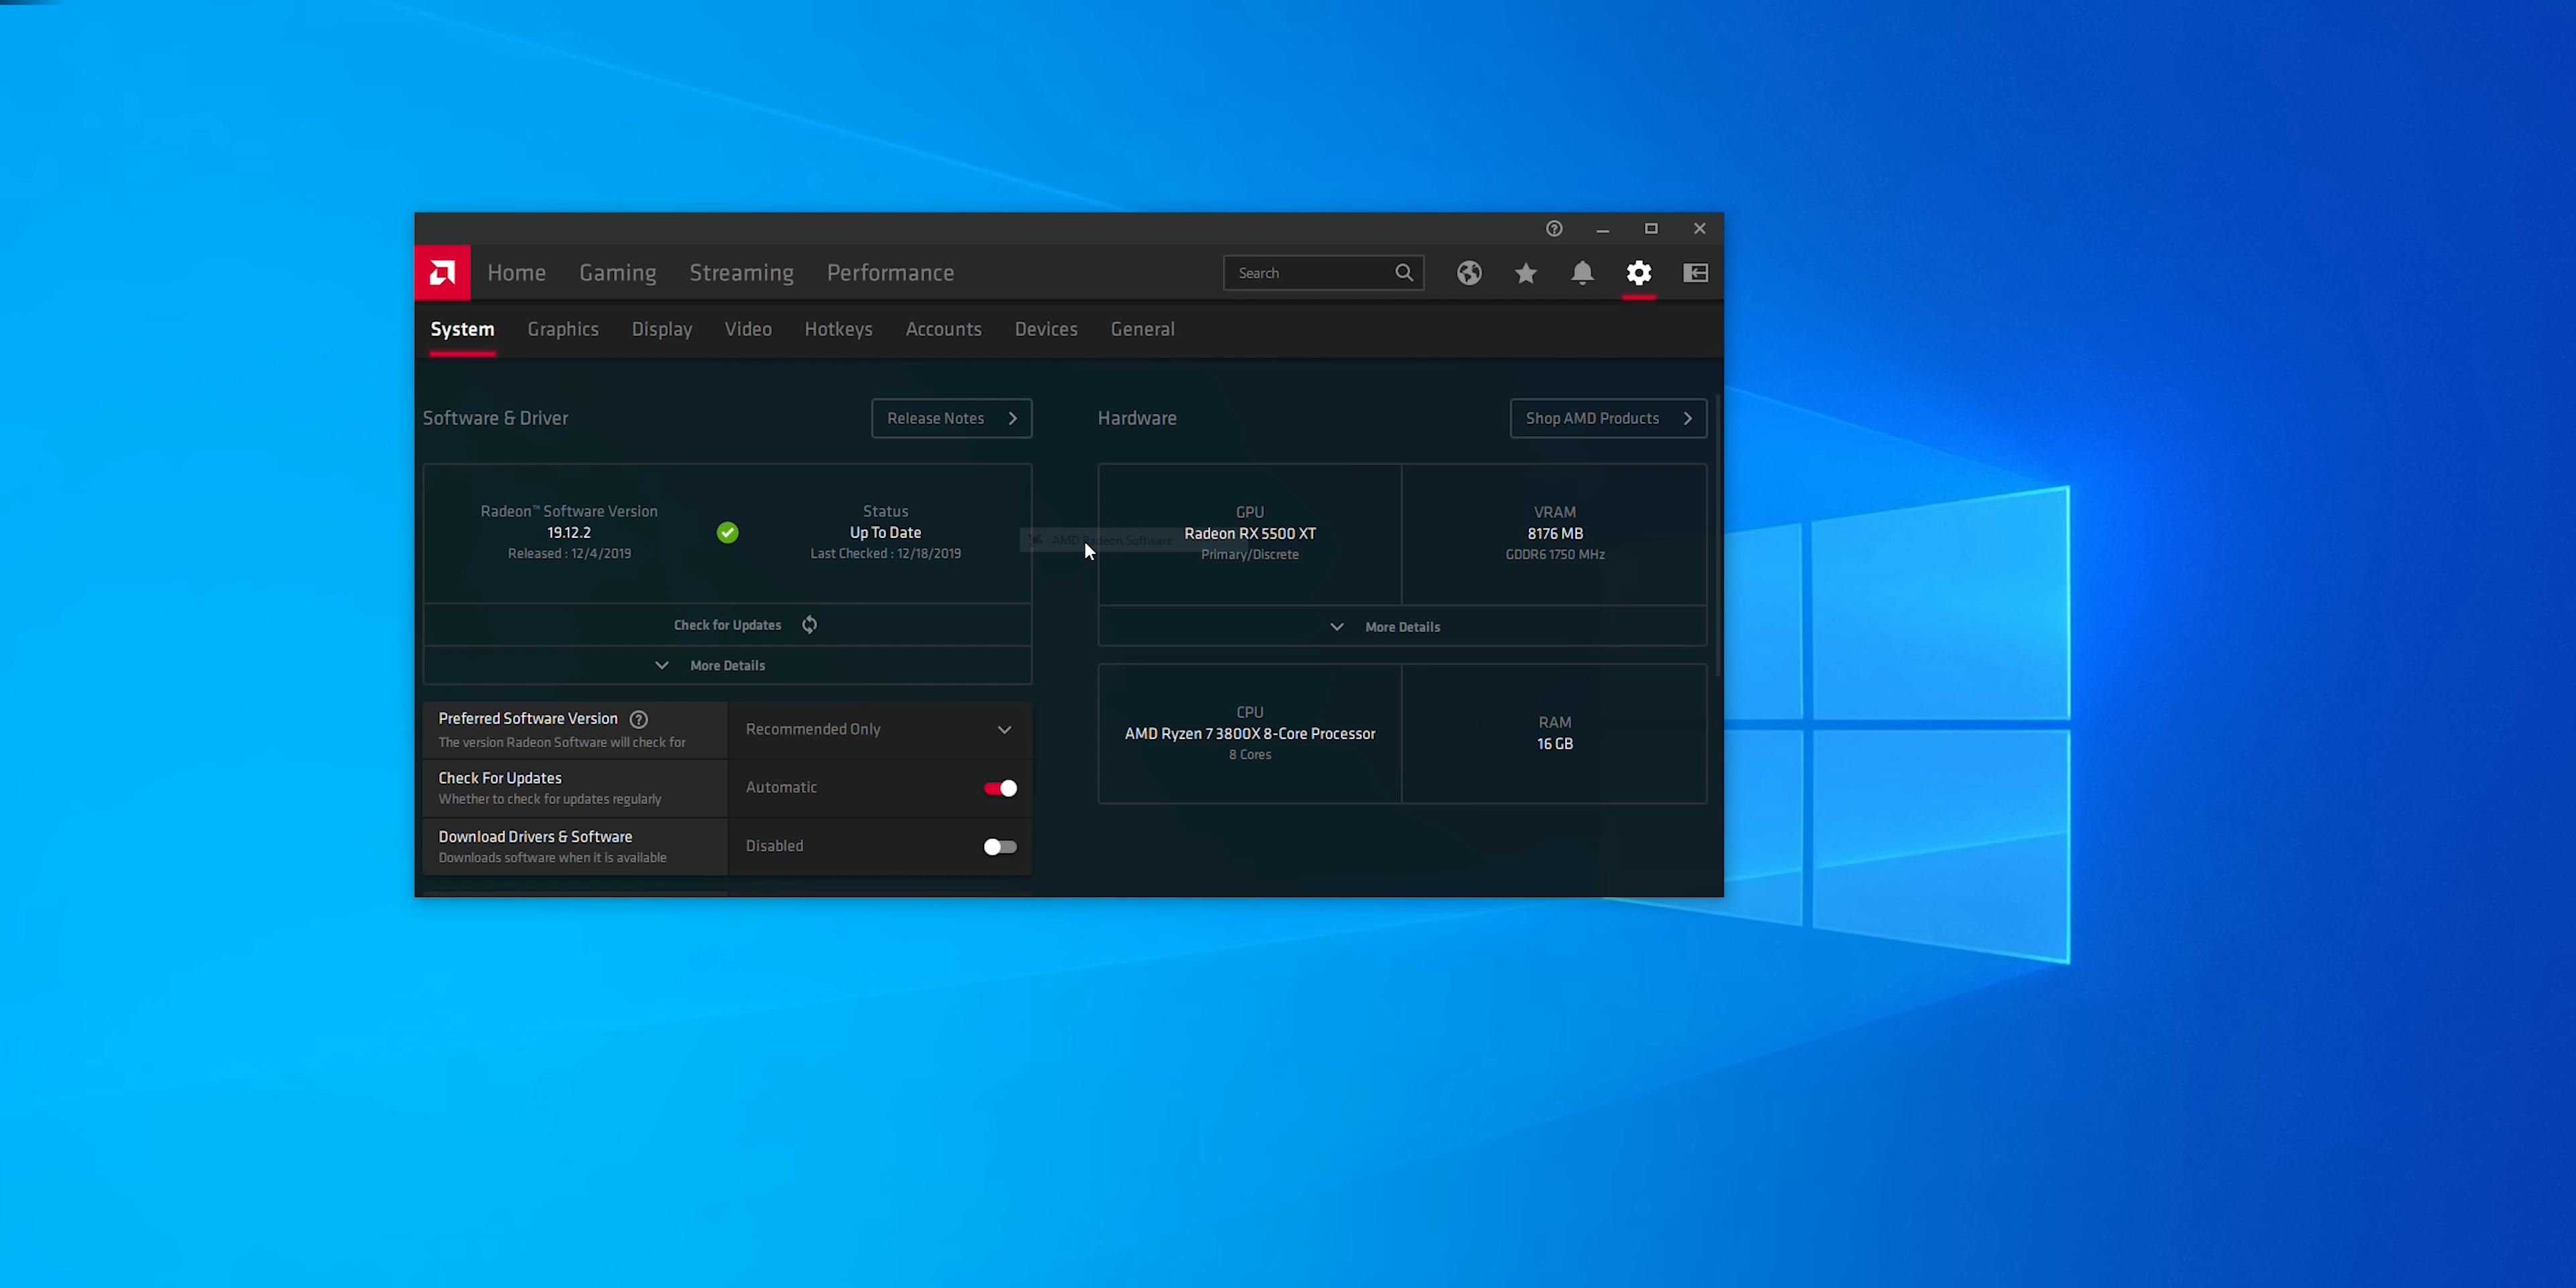 Home Gaming Streaming Performance Search
System Graphics Display Video Hotkeys Accounts Devices General
Software & Driver
Release Notes
Radeon™ Software Version
19.12.2
Released : 12/4/2019
Status
Up To Date
Last Checked : 12/18/2019
Check for Updates
More Details
Preferred Software Version
The version Radeon Software will check for
Recommended Only
Check For Updates
Whether to check for updates regularly
Automatic
Download Drivers & Software
Downloads software when it is available
Disabled
AMD Radeon Software
Hardware
Shop AMD Products
GPU
Radeon RX 5500 XT
Primary/Discrete
VRAM
8176 MB
GDDR6 1750 MHz
More Details
CPU
AMD Ryzen 7 3800X 8-Core Processor
8 Cores
RAM
16 GB